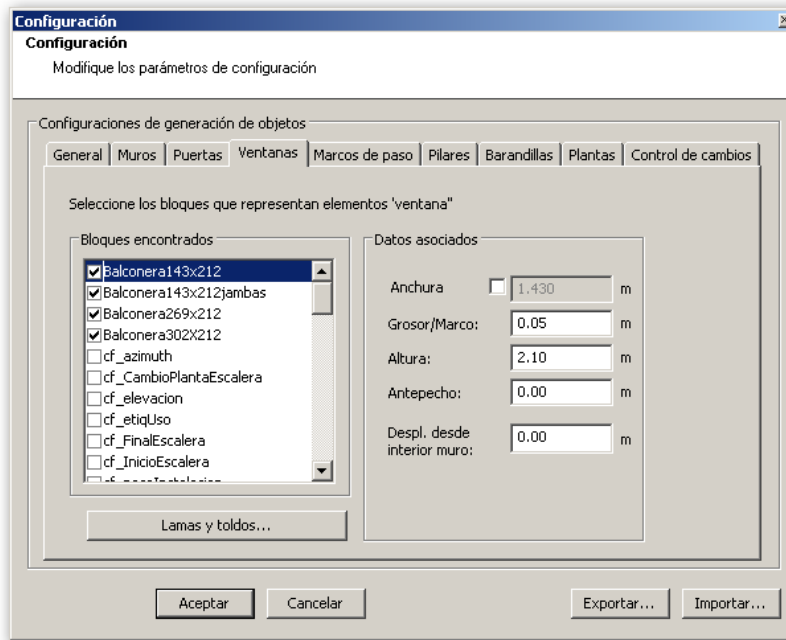 Configuración
Configuración
Modifique los parámetros de configuración
Configuraciones de generación de objetos
General Muros Puertas Ventanas Marcos de paso Pilares Barandillas Plantas Control de cambios
Seleccione los bloques que representan elementos 'ventana"
Bloques encontrados
Balconera143x212
Balconera143x212jambas
Balconera269x212
Balconera302X212
cf_azimuth
cf_CambioPlantaEscalera
cf_elevacion
cf_etiqUso
cf_FinalEscalera
cf_InicioEscalera
Lamas y toldos...
Datos asociados
Anchura 1.430 m
Grosor/Marco: 0.05 m
Altura: 2.10 m
Antepecho: 0.00 m
Despl. desde
interior muro: 0.00 m
Aceptar Cancelar Exportar... Importar...